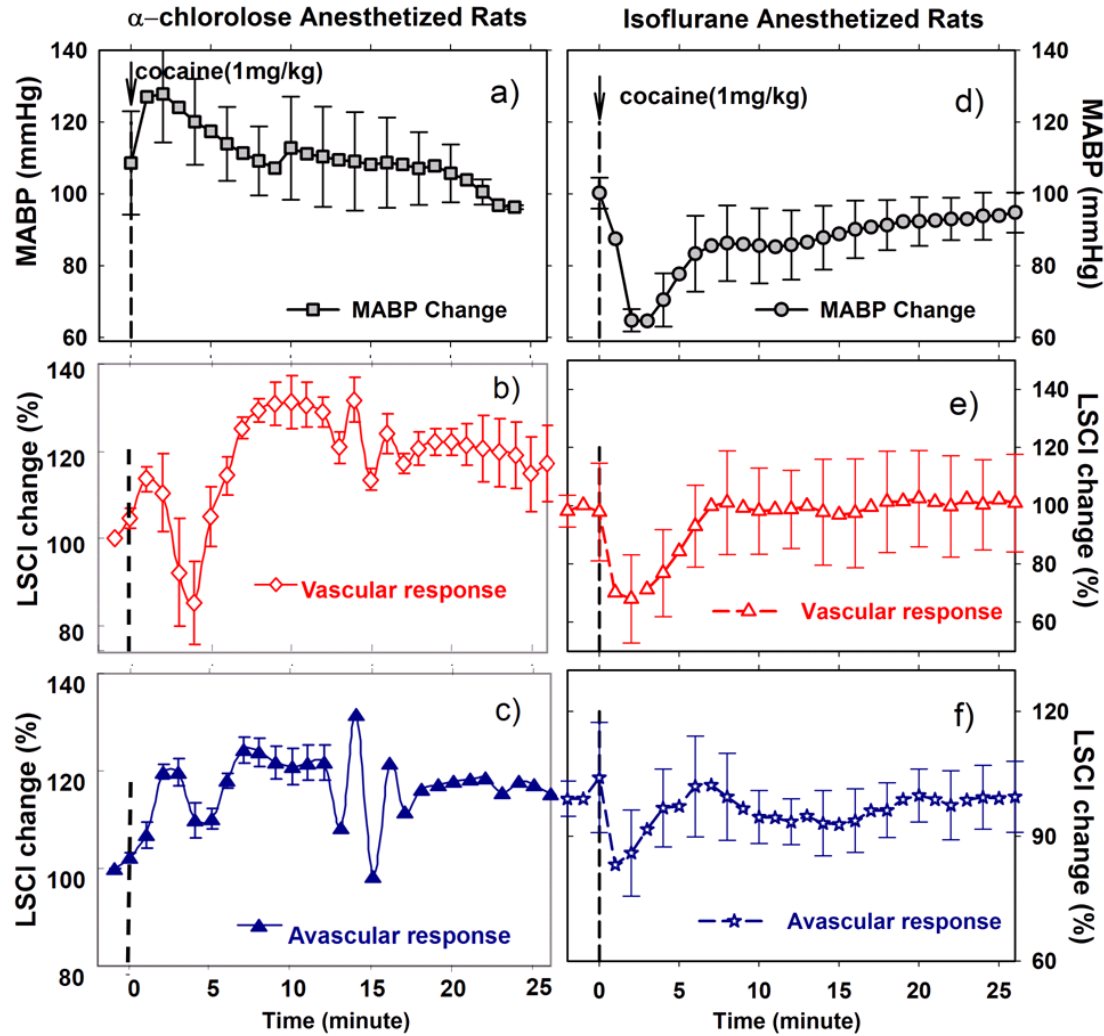 α-chlorolose Anesthetized Rats
Isoflurane Anesthetized Rats
140
120
100
80
60
MABP (mmHg)
cocaine(1mg/kg)
a)
MABP Change
cocaine(1mg/kg)
d)
MABP Change
140
120
100
80
60
MABP (mmHg)
140
120
100
80
LSCI change (%)
b)
Vascular response
e)
Vascular response
140
120
100
80
60
LSCI change (%)
140
120
100
80
LSCI change (%)
c)
Avascular response
f)
Avascular response
120
90
60
LSCI change (%)
0 5 10 15 20 25
Time (minute)
0 5 10 15 20 25
Time (minute)